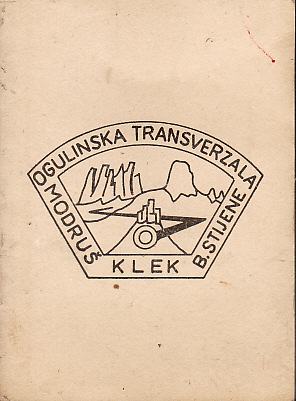 OGULINSKA TRANSVERZALA
MODRUŠ
KLEK
B. STIJENE